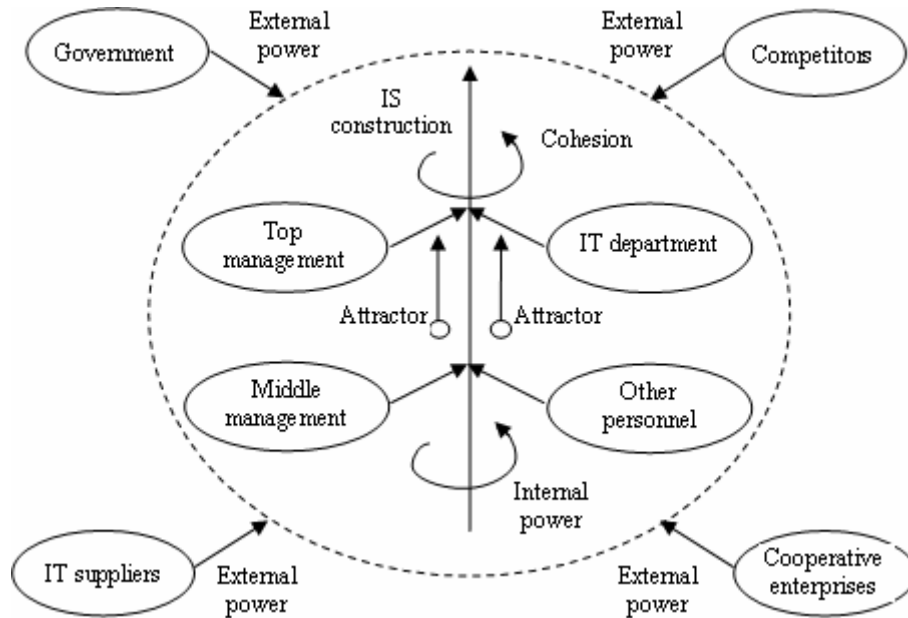 External
power
External
power
Government
Competitors
IS
construction
Cohesion
Top
management
IT department
Attractor
Attractor
Middle
management
Other
personnel
Internal
power
IT suppliers
External
power
External
power
Cooperative
enterprises